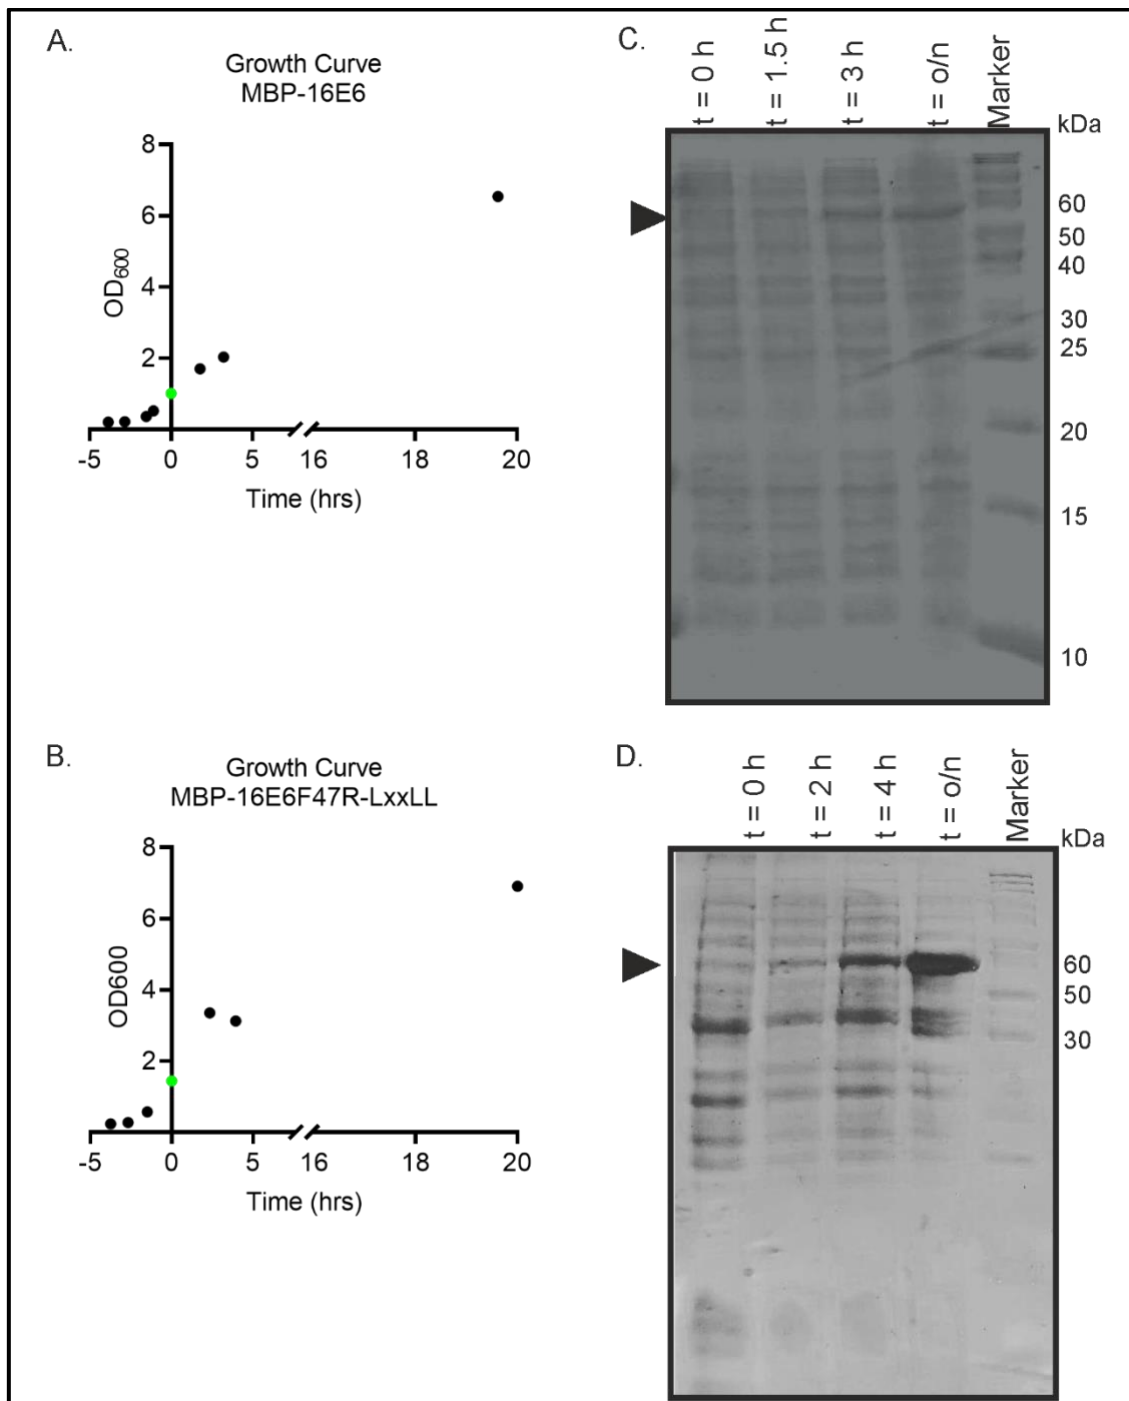 A.
Growth Curve
MBP-16E6
OD600
8
6
4
2
-5 0 5 16 18 20
Time (hrs)
C.
t = 0 h
t = 1.5 h
t = 3 h
t = o/n
Marker
kDa
60
50
40
30
25
20
15
10
B.
Growth Curve
MBP-16E6F47R-LxxLL
OD600
8
6
4
2
-5 0 5 16 18 20
Time (hrs)
D.
t = 0 h
t = 2 h
t = 4 h
t = o/n
Marker
kDa
60
50
30